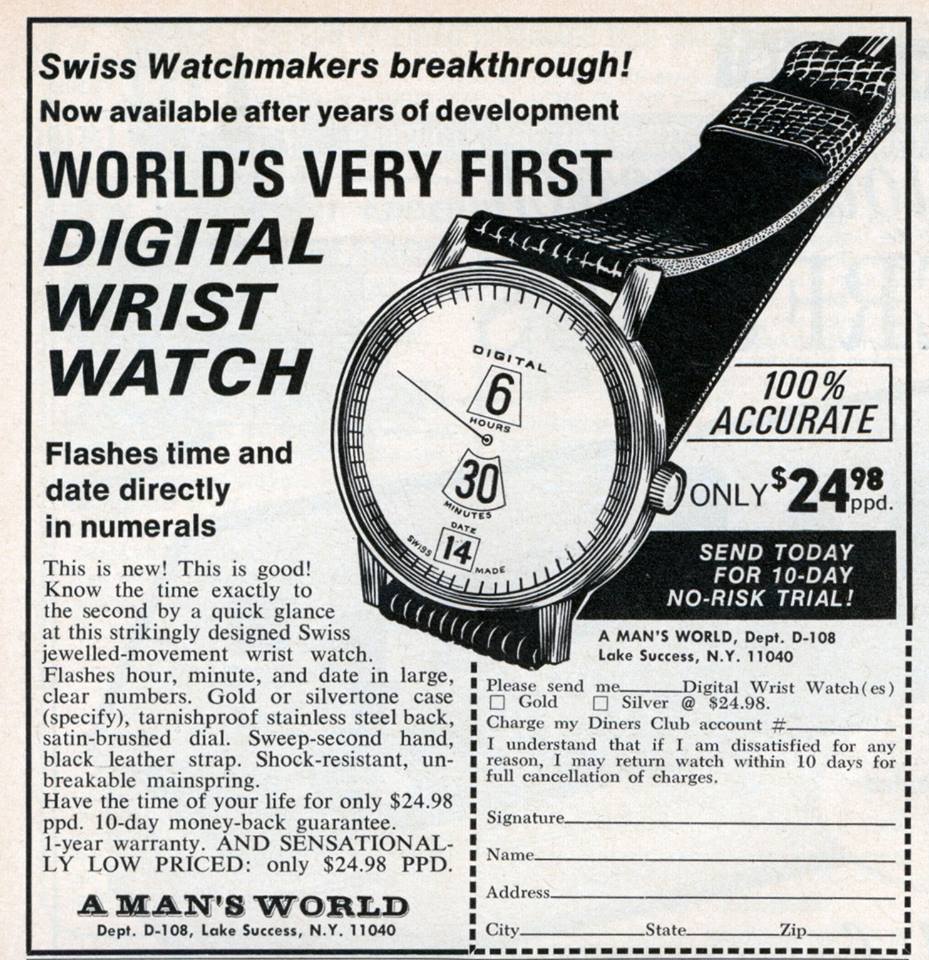 Swiss Watchmakers breakthrough!
Now available after years of development
WORLD'S VERY FIRST
DIGITAL
WRIST
WATCH
Flashes time and
date directly
in numerals
This is new! This is good!
Know the time exactly to
the second by a quick glance
at this strikingly designed Swiss
jewelled-movement wrist watch.
Flashes hour, minute, and date in large,
clear numbers. Gold or silvertone case
(specify), tarnishproof stainless steel back,
satin-brushed dial. Sweep-second hand,
black leather strap. Shock-resistant, un-
breakable mainspring.
Have the time of your life for only $24.98
ppd. 10-day money-back guarantee.
1-year warranty. AND SENSATIONAL-
LY LOW PRICED: only $24.98 PPD.
A MAN'S WORLD
Dept. D-108, Lake Success, N.Y. 11040
DIGITAL
6
HOURS
30
MINUTES
DATE
14
SWISS MADE
100%
ACCURATE
ONLY $24.98 ppd.
SEND TODAY
FOR 10-DAY
NO-RISK TRIAL!
A MAN'S WORLD, Dept. D-108
Lake Success, N.Y. 11040
Please send me Digital Wrist Watch(es)
Gold Silver @ $24.98.
Charge my Diners Club account #
I understand that if I am dissatisfied for any
reason, I may return watch within 10 days for
full cancellation of charges.
Signature
Name
Address
City State Zip